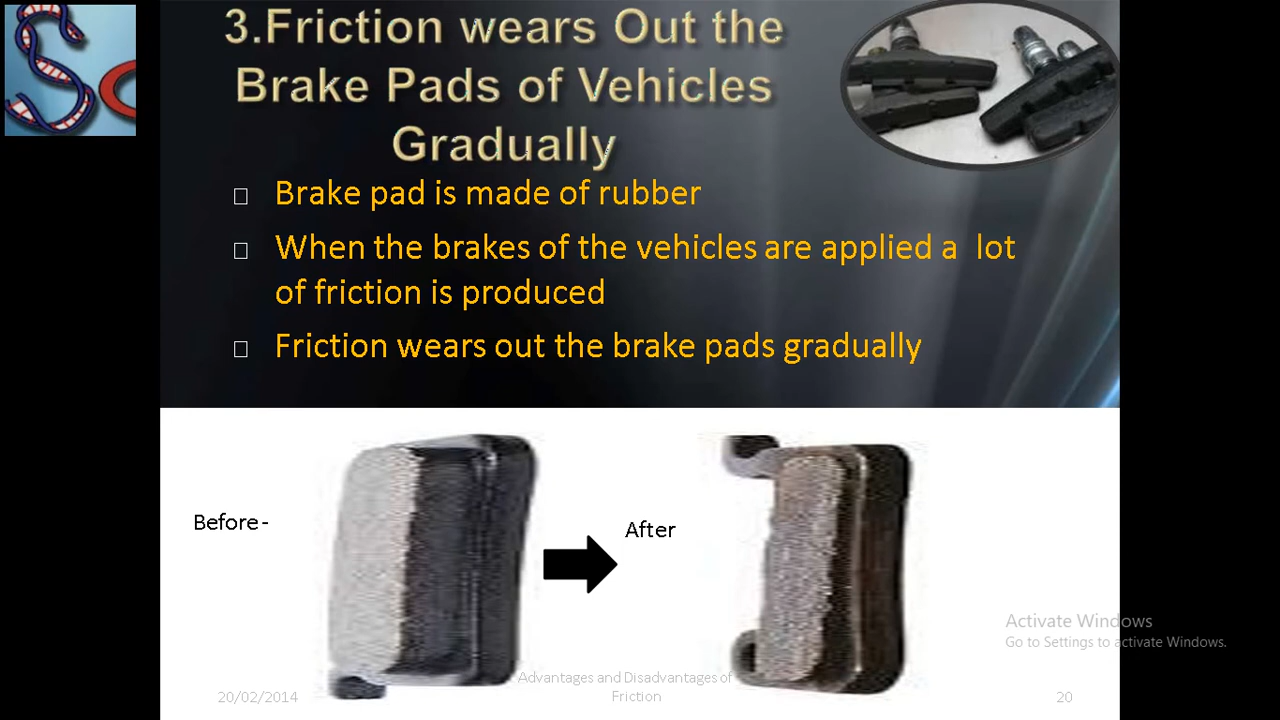 Sc
3.Friction wears Out the
Brake Pads of Vehicles
Gradually
Brake pad is made of rubber
When the brakes of the vehicles are applied a lot
of friction is produced
Friction wears out the brake pads gradually
Before-
After
Activate Windows
Go to Settings to activate Windows.
20/02/2014
Advantages and Disadvantages of
Friction
20